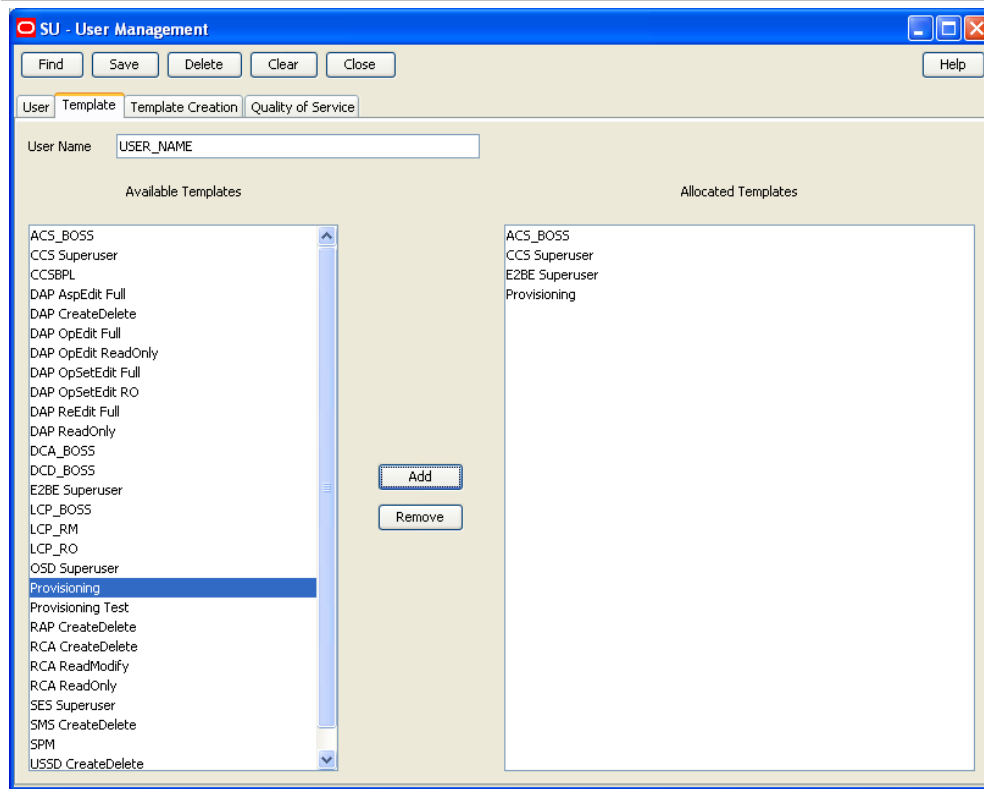 SU - User Management
Find Save Delete Clear Close Help
User Template Template Creation Quality of Service
User Name USER_NAME
Available Templates
Allocated Templates
ACS_BOSS
CCS Superuser
CCSBPL
DAP AspEdit Full
DAP CreateDelete
DAP OpEdit Full
DAP OpEdit ReadOnly
DAP OpSetEdit Full
DAP OpSetEdit RO
DAP ReEdit Full
DAP ReadOnly
DCA_BOSS
DCD_BOSS
E2BE Superuser
LCP_BOSS
LCP_RM
LCP_RO
OSD Superuser
Provisioning
Provisioning Test
RAP CreateDelete
RCA CreateDelete
RCA ReadModify
RCA ReadOnly
SES Superuser
SMS CreateDelete
SPM
USSD CreateDelete
Add
Remove
ACS_BOSS
CCS Superuser
E2BE Superuser
Provisioning